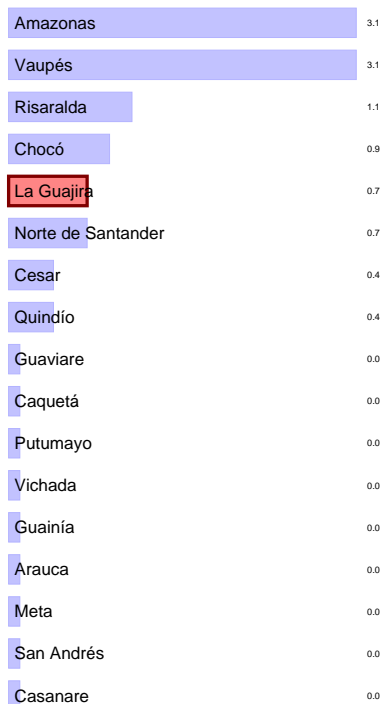 Amazonas 3.1
Vaupés 3.1
Risaralda 1.1
Chocó 0.9
La Guajira 0.7
Norte de Santander 0.7
Cesar 0.4
Quindío 0.4
Guaviare 0.0
Caquetá 0.0
Putumayo 0.0
Vichada 0.0
Guainía 0.0
Arauca 0.0
Meta 0.0
San Andrés 0.0
Casanare 0.0